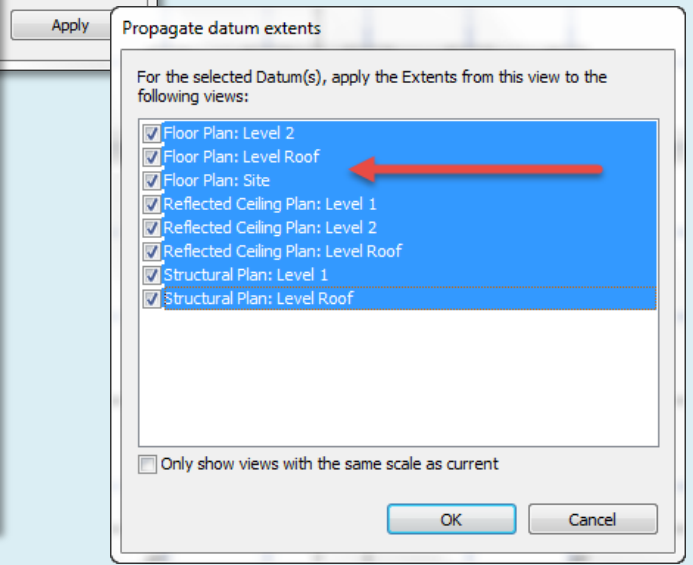 Apply
Propagate datum extents
For the selected Datum(s), apply the Extents from this view to the
following views:
Floor Plan: Level 2
Floor Plan: Level Roof
Floor Plan: Site
Reflected Ceiling Plan: Level 1
Reflected Ceiling Plan: Level 2
Reflected Ceiling Plan: Level Roof
Structural Plan: Level 1
Structural Plan: Level Roof
Only show views with the same scale as current
OK
Cancel